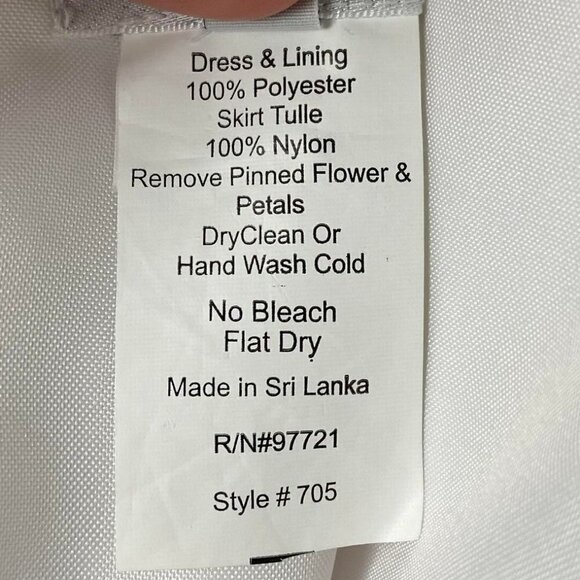 Dress & Lining
100% Polyester
Skirt Tulle
100% Nylon
Remove Pinned Flower &
Petals
DryClean Or
Hand Wash Cold
No Bleach
Flat Dry
Made in Sri Lanka
R/N#97721
Style # 705